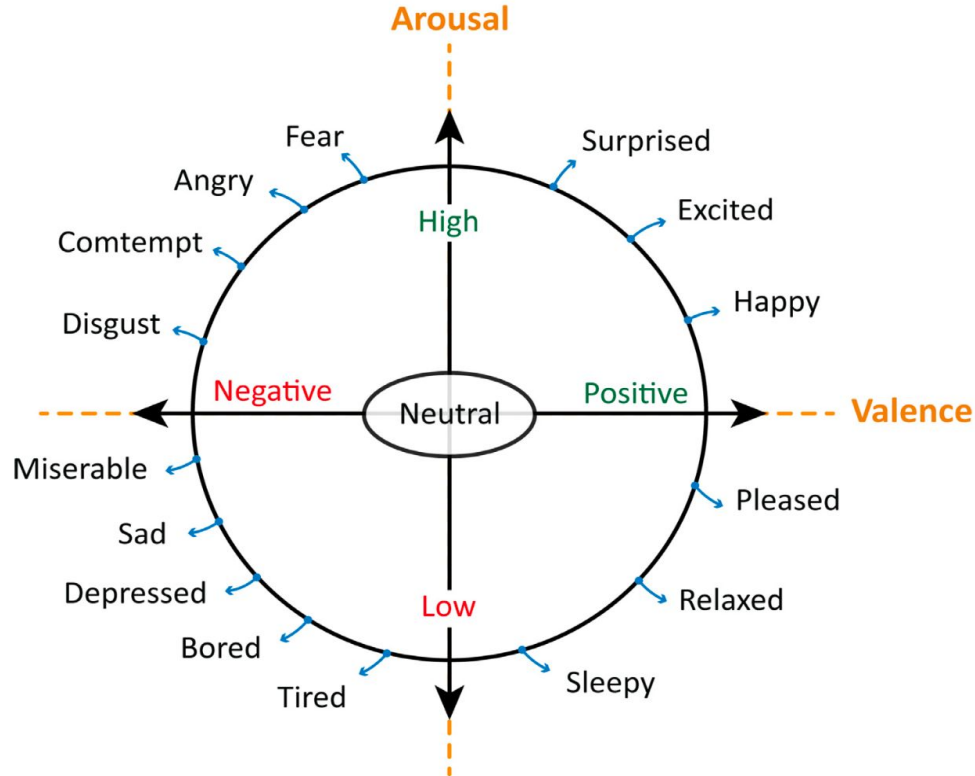 Arousal
Fear
Surprised
Angry
Excited
High
Comtempt
Happy
Disgust
Negative
Positive
Neutral
Valence
Miserable
Pleased
Sad
Depressed
Relaxed
Low
Bored
Sleepy
Tired